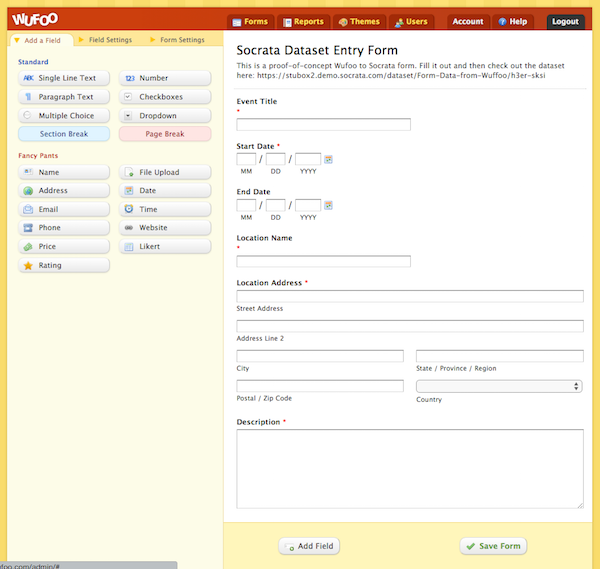 WUFOO
Forms Reports Themes Users Account Help Logout
Add a Field Field Settings Form Settings
Standard
ABC Single Line Text
123 Number
Paragraph Text
Checkboxes
Multiple Choice
Dropdown
Section Break
Page Break
Fancy Pants
Name
File Upload
Address
Date
Email
Time
Phone
Website
Price
Likert
Rating
Socrata Dataset Entry Form
This is a proof-of-concept Wufoo to Socrata form. Fill it out and then check out the dataset
here: https://stubox2.demo.socrata.com/dataset/Form-Data-from-Wuffoo/h3er-sksi
Event Title
*
Start Date *
/ /
MM DD YYYY
End Date
/ /
MM DD YYYY
Location Name
*
Location Address *
Street Address
Address Line 2
City State / Province / Region
Postal / Zip Code Country
Description *
Add Field Save Form
ufoo.com/admin/#